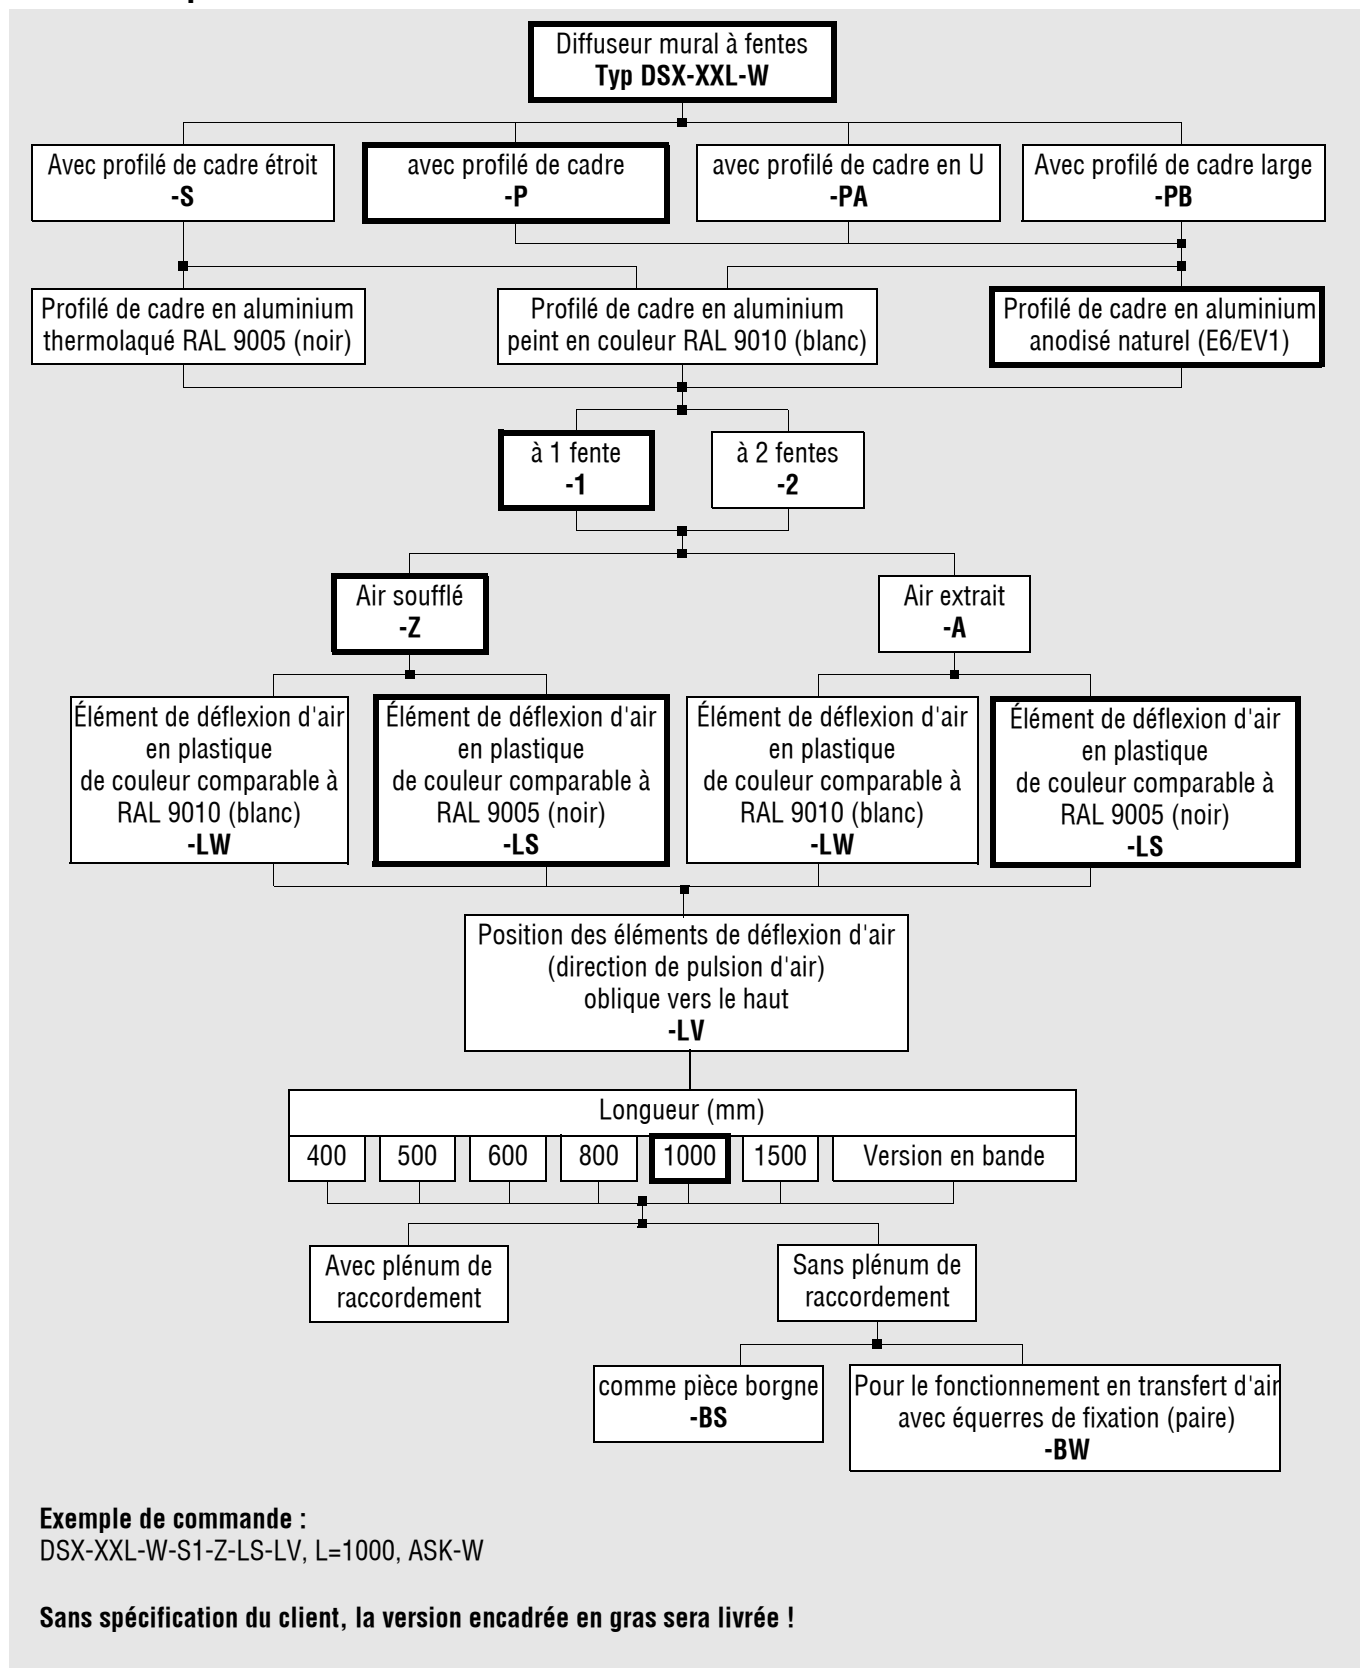 Diffuseur mural à fentes
Typ DSX-XXL-W
Avec profilé de cadre étroit
-S
avec profilé de cadre
-P
avec profilé de cadre en U
-PA
Avec profilé de cadre large
-PB
Profilé de cadre en aluminium
thermolaqué RAL 9005 (noir)
Profilé de cadre en aluminium
peint en couleur RAL 9010 (blanc)
Profilé de cadre en aluminium
anodisé naturel (E6/EV1)
à 1 fente
-1
à 2 fentes
-2
Air soufflé
-Z
Air extrait
-A
Élément de déflexion d'air
en plastique
de couleur comparable à
RAL 9010 (blanc)
-LW
Élément de déflexion d'air
en plastique
de couleur comparable à
RAL 9005 (noir)
-LS
Élément de déflexion d'air
en plastique
de couleur comparable à
RAL 9010 (blanc)
-LW
Élément de déflexion d'air
en plastique
de couleur comparable à
RAL 9005 (noir)
-LS
Position des éléments de déflexion d'air
(direction de pulsion d'air)
oblique vers le haut
-LV
Longueur (mm)
400 500 600 800 1000 1500 Version en bande
Avec plénum de
raccordement
Sans plénum de
raccordement
comme pièce borgne
-BS
Pour le fonctionnement en transfert d'air
avec équerres de fixation (paire)
-BW
Exemple de commande :
DSX-XXL-W-S1-Z-LS-LV, L=1000, ASK-W
Sans spécification du client, la version encadrée en gras sera livrée !